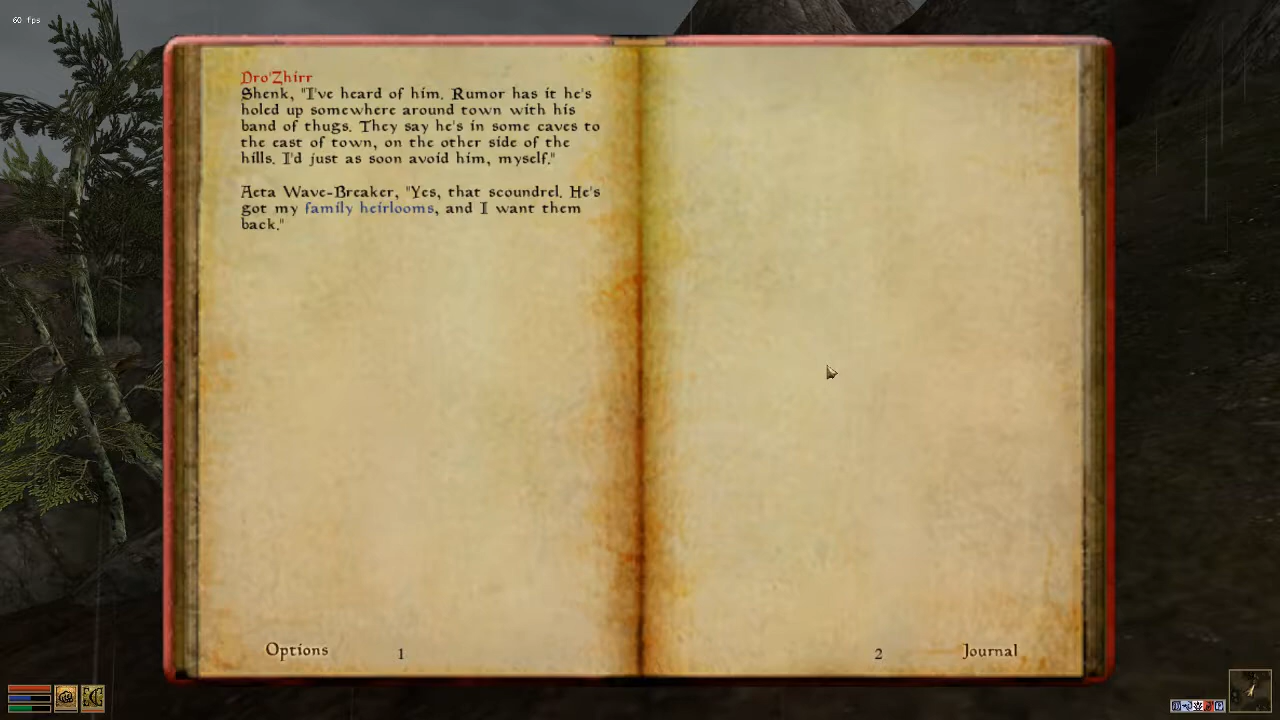 60 fps
Dro'Zhirr
Shenk, "I've heard of him. Rumor has it he's
holed up somewhere around town with his
band of thugs. They say he's in some caves to
the east of town, on the other side of the
hills. I'd just as soon avoid him, myself."
Aeta Wave-Breaker, "Yes, that scoundrel. He's
got my family heirlooms, and I want them
back."
Options
1
2
Journal